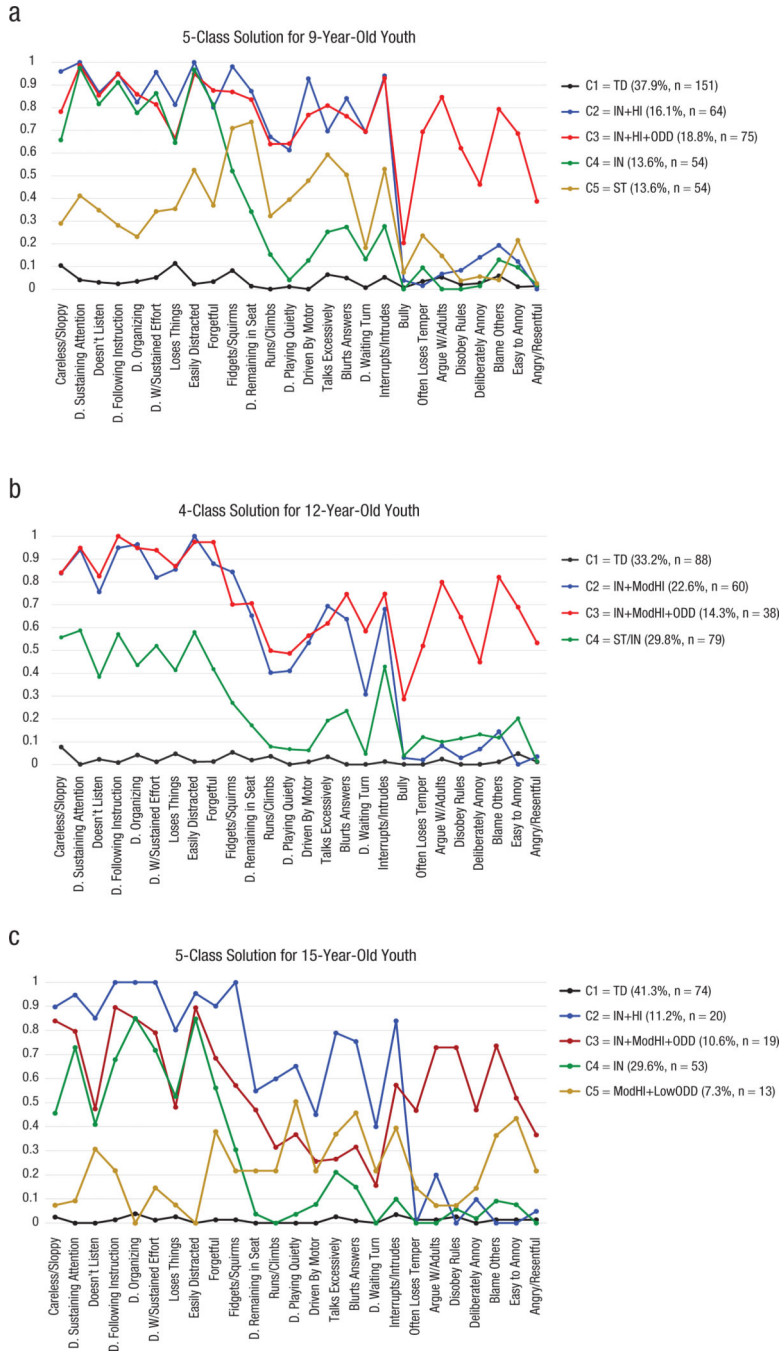 a
5-Class Solution for 9-Year-Old Youth
1
0.9
0.8
0.7
0.6
0.5
0.4
0.3
0.2
0.1
0
C1 = TD (37.9%, n = 151)
C2 = IN+HI (16.1%, n = 64)
C3 = IN+HI+ODD (18.8%, n = 75)
C4 = IN (13.6%, n = 54)
C5 = ST (13.6%, n = 54)
Careless/Sloppy
D. Sustaining Attention
Doesn't Listen
D. Following Instruction
D. Organizing
D. W/Sustained Effort
Loses Things
Easily Distracted
Forgetful
Fidgets/Squirms
D. Remaining in Seat
Runs/Climbs
D. Playing Quietly
Driven By Motor
Talks Excessively
Blurts Answers
D. Waiting Turn
Interrupts/Intrudes
Bully
Often Loses Temper
Argue W/Adults
Disobey Rules
Deliberately Annoy
Blame Others
Easy to Annoy
Angry/Resentful
b
4-Class Solution for 12-Year-Old Youth
1
0.9
0.8
0.7
0.6
0.5
0.4
0.3
0.2
0.1
0
C1 = TD (33.2%, n = 88)
C2 = IN+ModHI (22.6%, n = 60)
C3 = IN+ModHI+ODD (14.3%, n = 38)
C4 = ST/IN (29.8%, n = 79)
Careless/Sloppy
D. Sustaining Attention
Doesn't Listen
D. Following Instruction
D. Organizing
D. W/Sustained Effort
Loses Things
Easily Distracted
Forgetful
Fidgets/Squirms
D. Remaining in Seat
Runs/Climbs
D. Playing Quietly
Driven By Motor
Talks Excessively
Blurts Answers
D. Waiting Turn
Interrupts/Intrudes
Bully
Often Loses Temper
Argue W/Adults
Disobey Rules
Deliberately Annoy
Blame Others
Easy to Annoy
Angry/Resentful
c
5-Class Solution for 15-Year-Old Youth
1
0.9
0.8
0.7
0.6
0.5
0.4
0.3
0.2
0.1
0
C1 = TD (41.3%, n = 74)
C2 = IN+HI (11.2%, n = 20)
C3 = IN+ModHI+ODD (10.6%, n = 19)
C4 = IN (29.6%, n = 53)
C5 = ModHI+LowODD (7.3%, n = 13)
Careless/Sloppy
D. Sustaining Attention
Doesn't Listen
D. Following Instruction
D. Organizing
D. W/Sustained Effort
Loses Things
Easily Distracted
Forgetful
Fidgets/Squirms
D. Remaining in Seat
Runs/Climbs
D. Playing Quietly
Driven By Motor
Talks Excessively
Blurts Answers
D. Waiting Turn
Interrupts/Intrudes
Often Loses Temper
Argue W/Adults
Disobey Rules
Deliberately Annoy
Blame Others
Easy to Annoy
Angry/Resentful